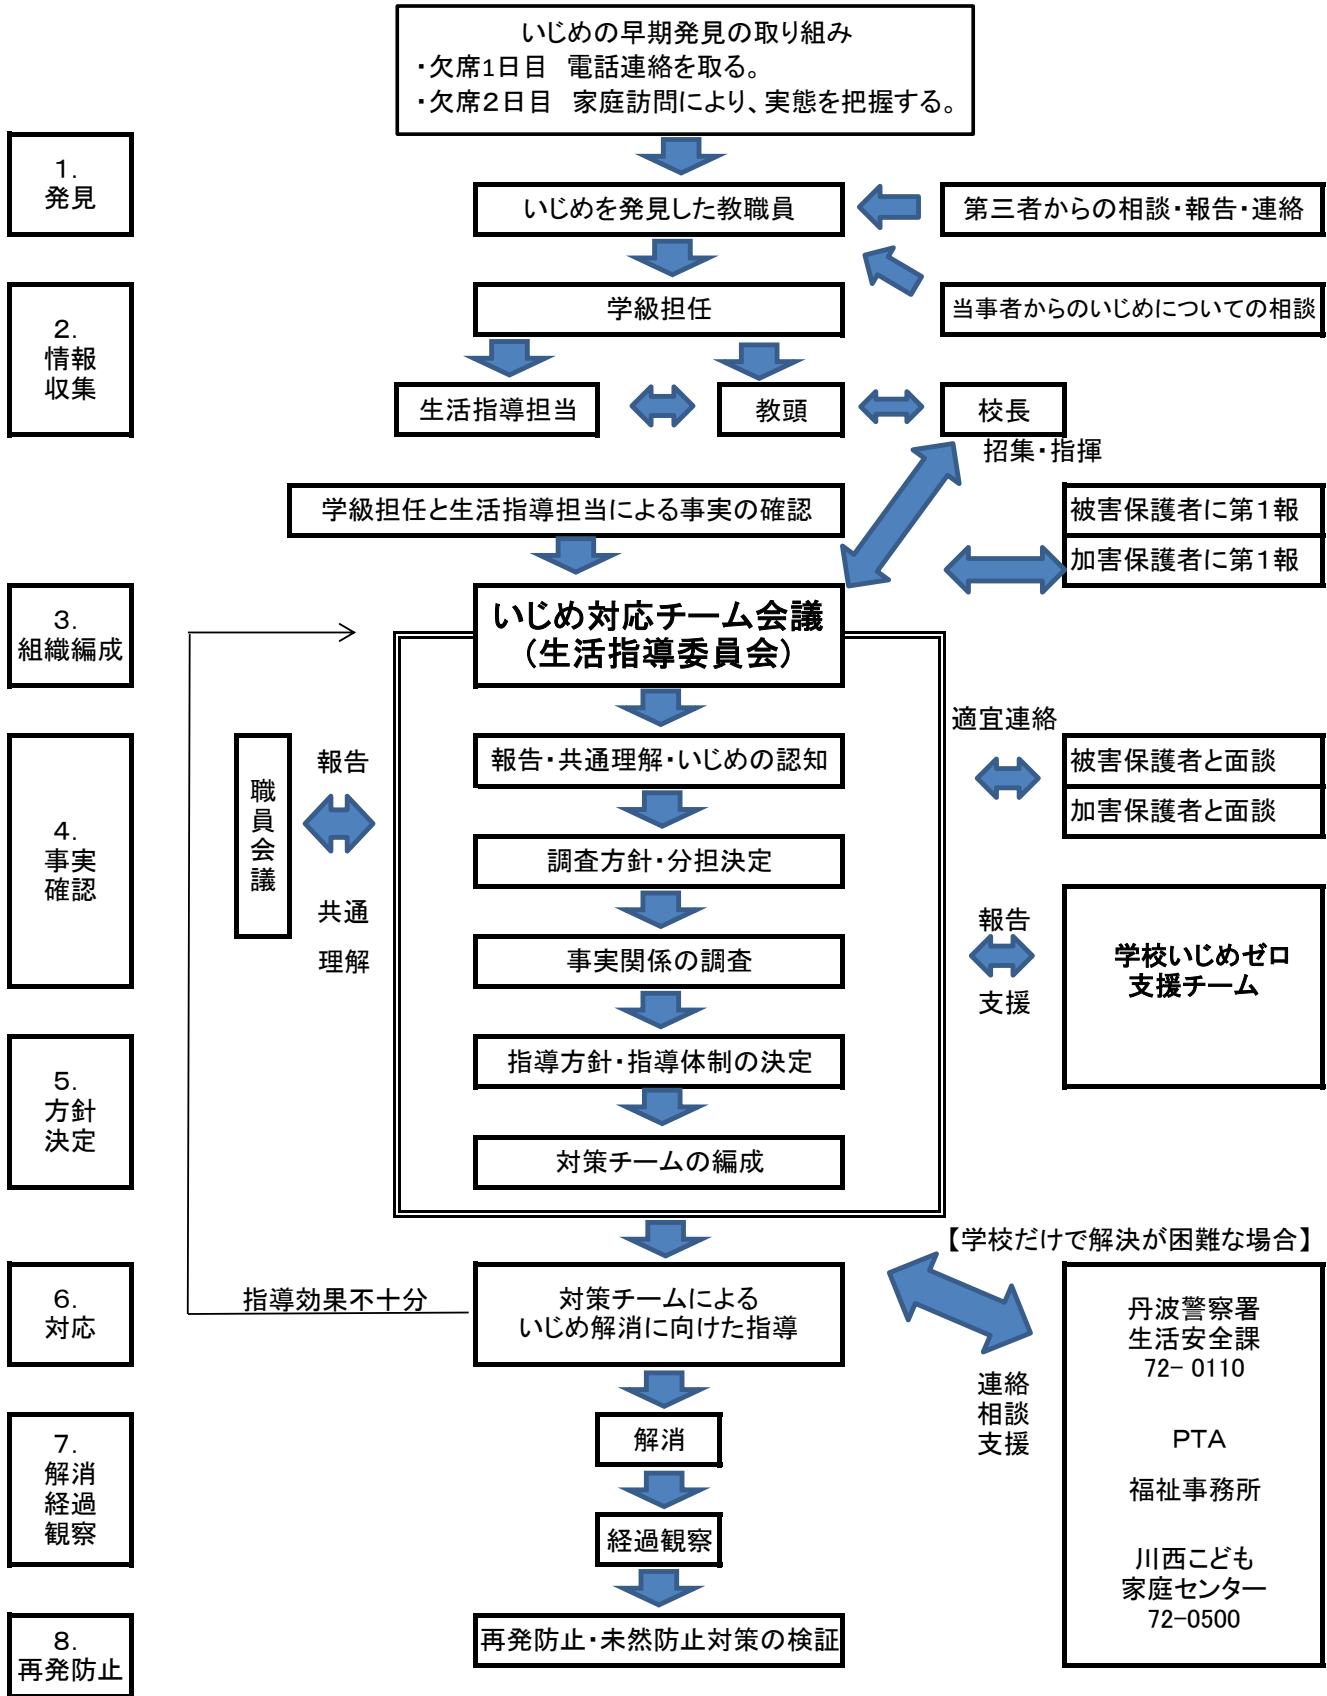 いじめの早期発見の取り組み
・欠席1日目　電話連絡を取る。
・欠席２日目　家庭訪問により、実態を把握する。
１．
発見
いじめを発見した教職員
第三者からの相談・報告・連絡
２．
情報
収集
学級担任
当事者からのいじめについての相談
生活指導担当
教頭
校長
招集・指揮
学級担任と生活指導担当による事実の確認
被害保護者に第１報
加害保護者に第１報
３．
組織編成
いじめ対応チーム会議
（生活指導委員会）
適宜連絡
４．
事実
確認
職員会議
報告
共通
理解
報告・共通理解・いじめの認知
被害保護者と面談
加害保護者と面談
調査方針・分担決定
事実関係の調査
報告
支援
学校いじめゼロ
支援チーム
５．
方針
決定
指導方針・指導体制の決定
対策チームの編成
【学校だけで解決が困難な場合】
６．
対応
指導効果不十分
対策チームによる
いじめ解消に向けた指導
連絡
相談
支援
丹波警察署
生活安全課
72−0110
PTA
福祉事務所
川西こども
家庭センター
72−0500
７．
解消
経過
観察
解消
経過観察
８．
再発防止
再発防止・未然防止対策の検証